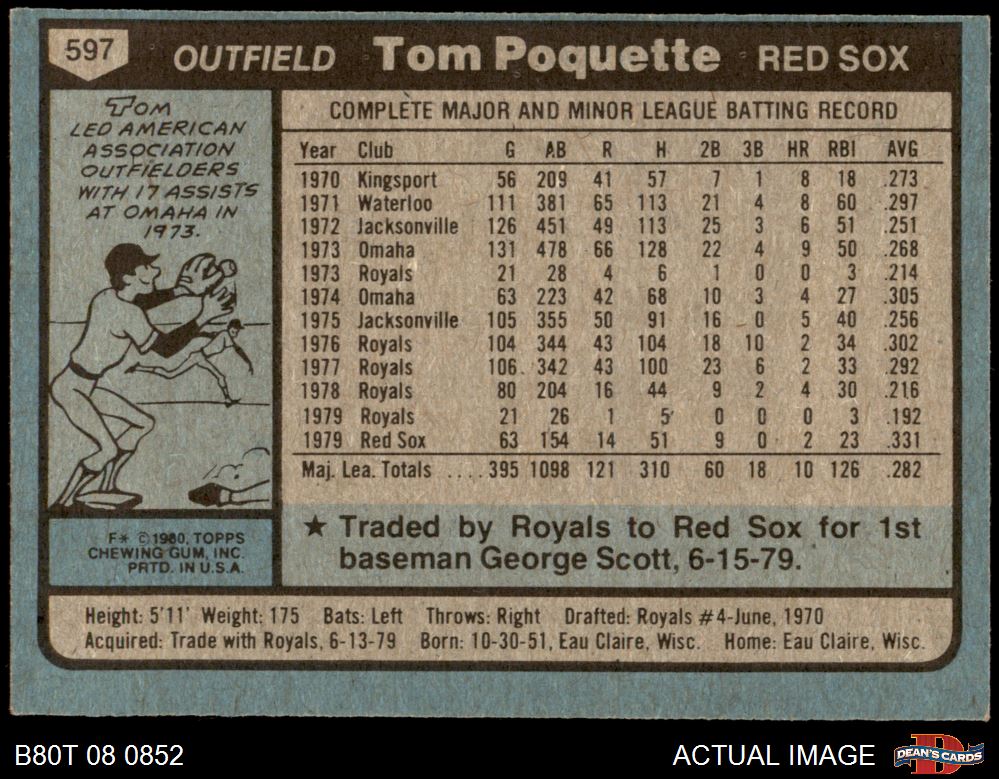 597 OUTFIELD Tom Poquette RED SOX
TOM
LED AMERICAN
ASSOCIATION
OUTFIELDERS
WITH 17 ASSISTS
AT OMAHA IN
1973.
COMPLETE MAJOR AND MINOR LEAGUE BATTING RECORD
Year Club G AB R H 2B 3B HR RBI AVG
1970 Kingsport 56 209 41 57 7 1 8 18 .273
1971 Waterloo 111 381 65 113 21 4 8 60 .297
1972 Jacksonville 126 451 49 113 25 3 6 51 .251
1973 Omaha 131 478 66 128 22 4 9 50 .268
1973 Royals 21 28 4 6 1 0 0 3 .214
1974 Omaha 63 223 42 68 10 3 4 27 .305
1975 Jacksonville 105 355 50 91 16 0 5 40 .256
1976 Royals 104 344 43 104 18 10 2 34 .302
1977 Royals 106 342 43 100 23 6 2 33 .292
1978 Royals 80 204 16 44 9 2 4 30 .216
1979 Royals 21 26 1 5 0 0 0 3 .192
1979 Red Sox 63 154 14 51 9 0 2 23 .331
Maj. Lea. Totals .... 395 1098 121 310 60 18 10 126 .282
★ Traded by Royals to Red Sox for 1st
baseman George Scott, 6-15-79.
F* © 1980, TOPPS
CHEWING GUM, INC.
PRTD. IN U.S.A.
Height: 5'11' Weight: 175 Bats: Left Throws: Right Drafted: Royals #4-June, 1970
Acquired: Trade with Royals, 6-13-79 Born: 10-30-51, Eau Claire, Wisc. Home: Eau Claire, Wisc.
B80T 08 0852 ACTUAL IMAGE DEAN'S CARDS